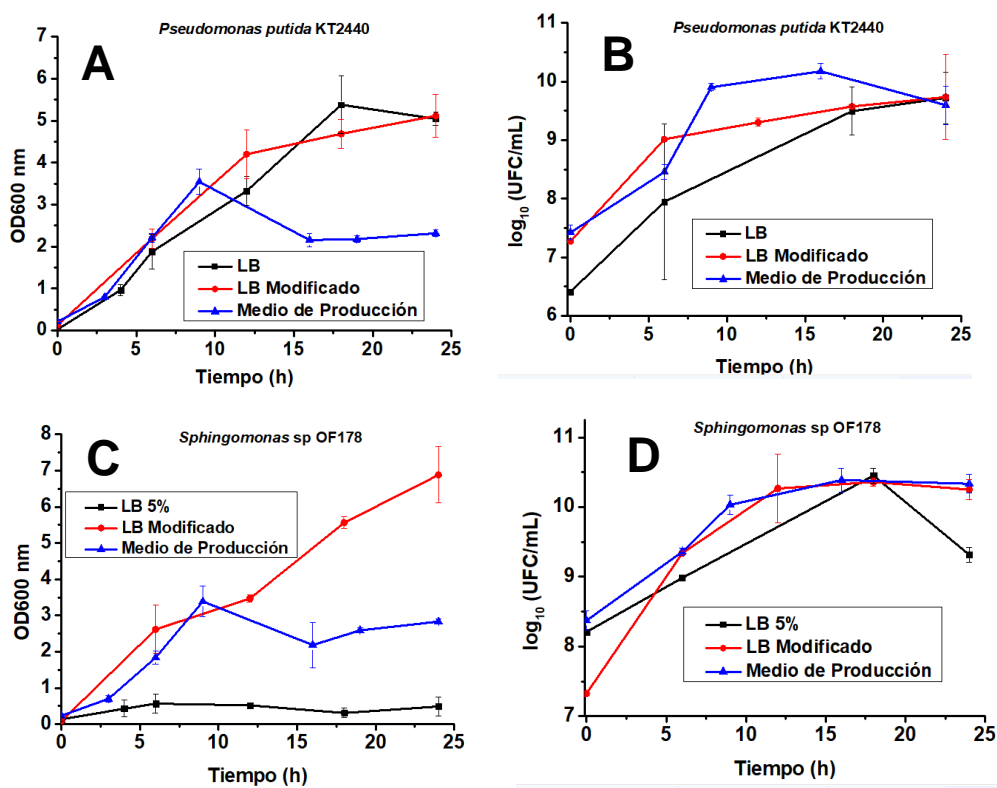 Pseudomonas putida KT2440
A
7
6
5
4
3
2
1
0
OD600 nm
0 5 10 15 20 25
Tiempo (h)
LB
LB Modificado
Medio de Producción
Pseudomonas putida KT2440
B
11
10
9
8
7
6
log10 (UFC/mL)
0 5 10 15 20 25
Tiempo (h)
LB
LB Modificado
Medio de Producción
Sphingomonas sp OF178
C
8
7
6
5
4
3
2
1
0
OD600 nm
0 5 10 15 20 25
Tiempo (h)
LB 5%
LB Modificado
Medio de Producción
Sphingomonas sp OF178
D
11
10
9
8
7
log10 (UFC/mL)
0 5 10 15 20 25
Tiempo (h)
LB 5%
LB Modificado
Medio de Producción